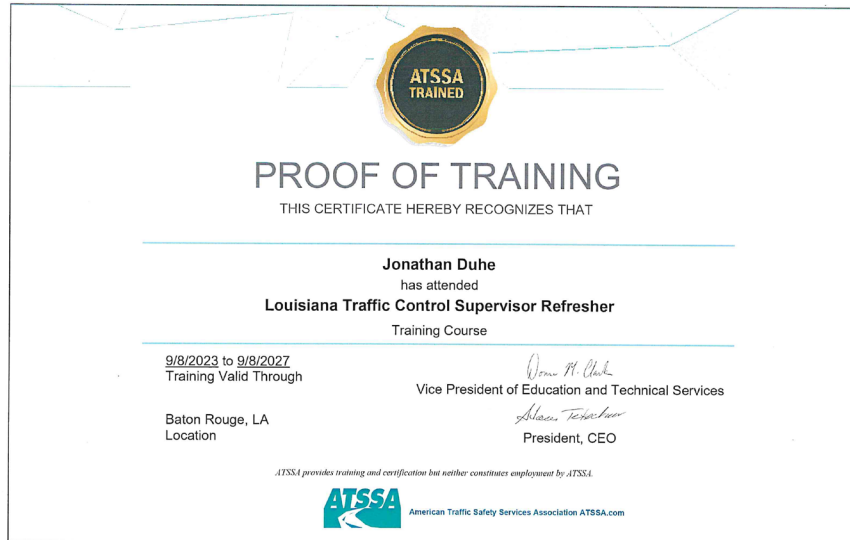 ATSSA
TRAINED
PROOF OF TRAINING
THIS CERTIFICATE HEREBY RECOGNIZES THAT
Jonathan Duhe
has attended
Louisiana Traffic Control Supervisor Refresher
Training Course
9/8/2023 to 9/8/2027
Training Valid Through
Donna M. Clark
Vice President of Education and Technical Services
Baton Rouge, LA
Location
President, CEO
ATSSA provides training and certification but neither constitutes employment by ATSSA.
ATSSA
American Traffic Safety Services Association ATSSA.com